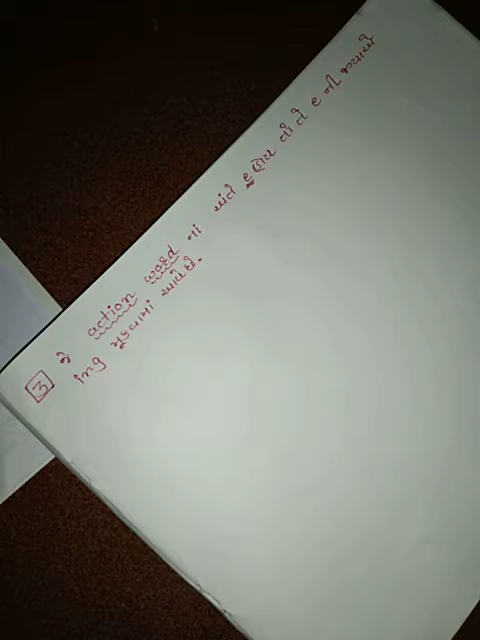 3 જે action word નાં અંતે e હોય તો તે e ની જગ્યાએ
ing મૂકવામાં આવે છે.